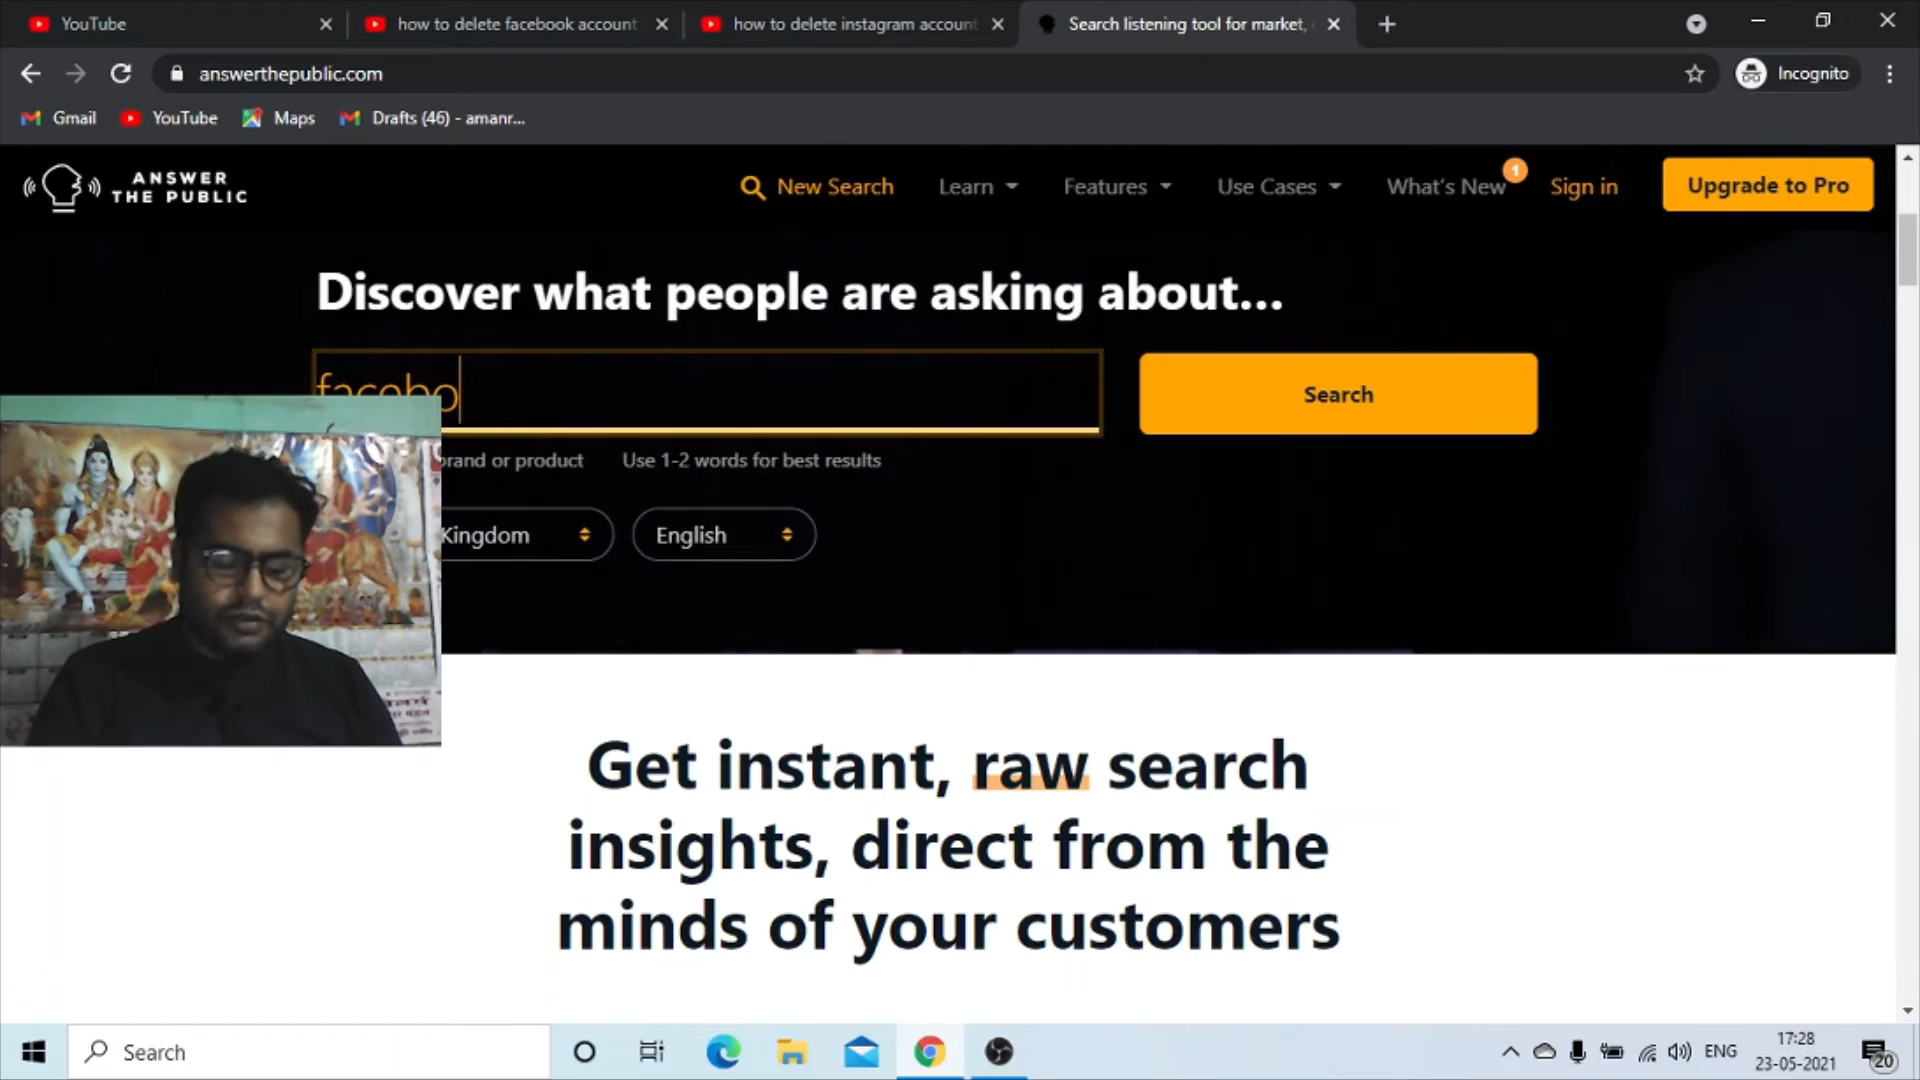 YouTube
how to delete facebook account
how to delete instagram account
Search listening tool for market,
answerthepublic.com
Incognito
Gmail
YouTube
Maps
Drafts (46) - amanr...
ANSWER
THE PUBLIC
New Search
Learn
Features
Use Cases
What's New
1
Sign in
Upgrade to Pro
Discover what people are asking about...
facebo
Search
brand or product
Use 1-2 words for best results
Kingdom
English
Get instant, raw search
insights, direct from the
minds of your customers
Search
ENG
17:28
23-05-2021
20